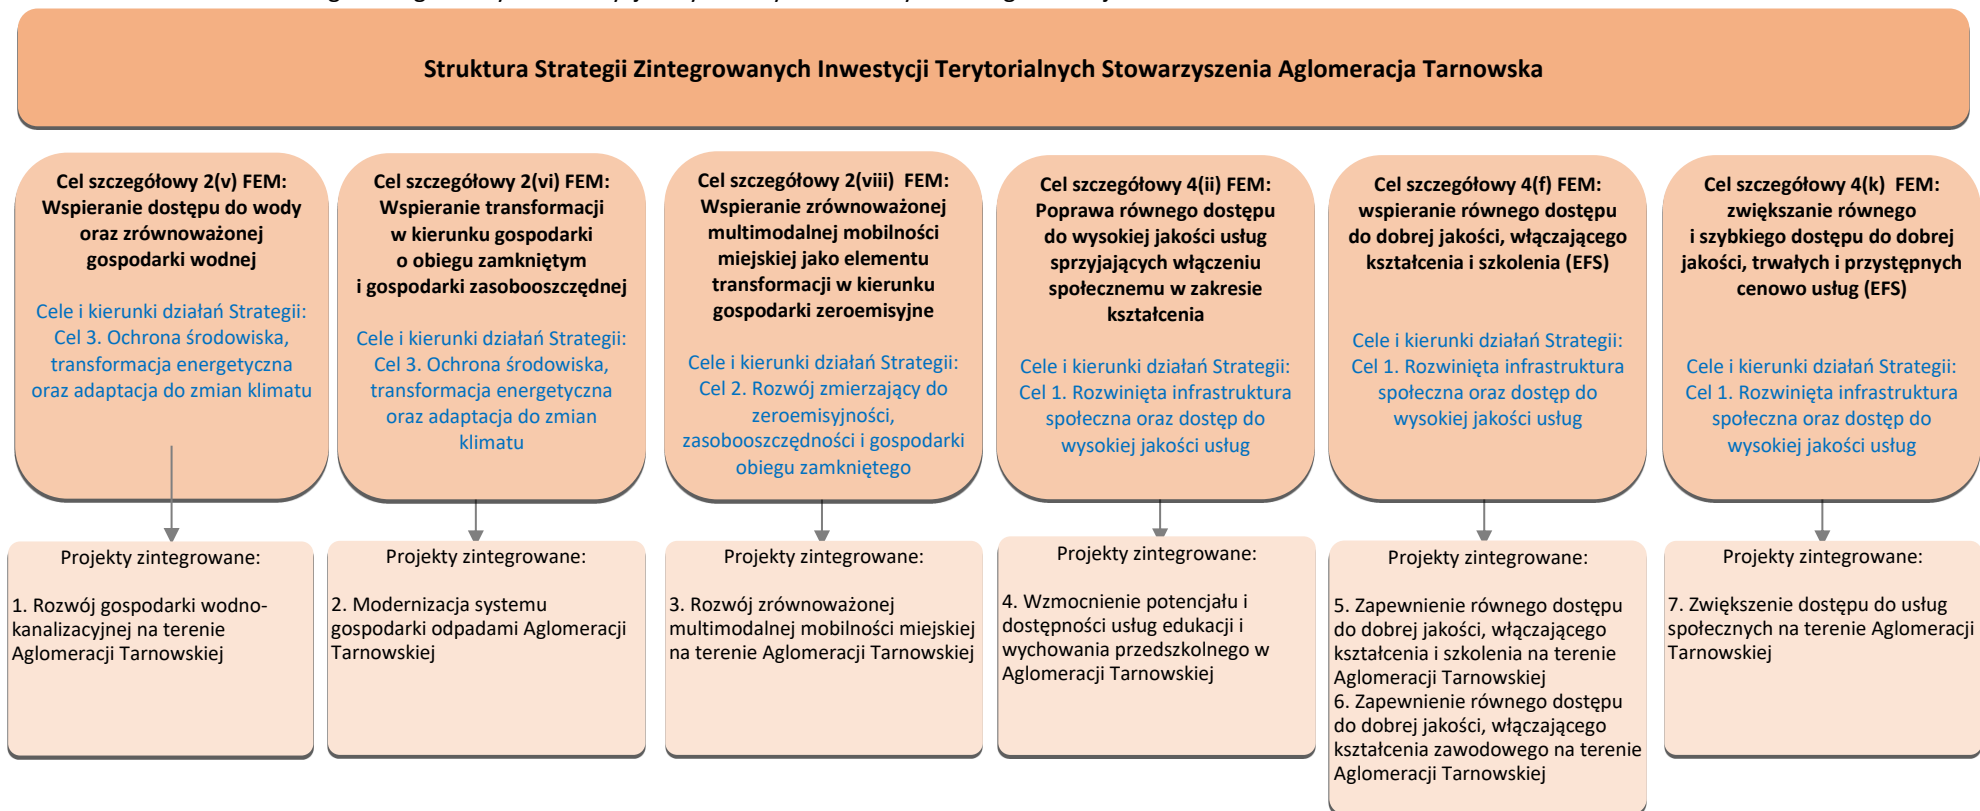 Struktura Strategii Zintegrowanych Inwestycji Terytorialnych Stowarzyszenia Aglomeracja Tarnowska
Cel szczegółowy 2(v) FEM:
Wspieranie dostępu do wody
oraz zrównoważonej
gospodarki wodnej
Cele i kierunki działań Strategii:
Cel 3. Ochrona środowiska,
transformacja energetyczna
oraz adaptacja do zmian klimatu
Cel szczegółowy 2(vi) FEM:
Wspieranie transformacji
w kierunku gospodarki
o obiegu zamkniętym
i gospodarki zasobooszczędnej
Cele i kierunki działań Strategii:
Cel 3. Ochrona środowiska,
transformacja energetyczna
oraz adaptacja do zmian
klimatu
Cel szczegółowy 2(viii) FEM:
Wspieranie zrównoważonej
multimodalnej mobilności
miejskiej jako elementu
transformacji w kierunku
gospodarki zeroemisyjne
Cele i kierunki działań Strategii:
Cel 2. Rozwój zmierzający do
zeroemisyjności,
zasobooszczędności i gospodarki
obiegu zamkniętego
Cel szczegółowy 4(ii) FEM:
Poprawa równego dostępu
do wysokiej jakości usług
sprzyjających włączeniu
społecznemu w zakresie
kształcenia
Cele i kierunki działań Strategii:
Cel 1. Rozwinięta infrastruktura
społeczna oraz dostęp do
wysokiej jakości usług
Cel szczegółowy 4(f) FEM:
wspieranie równego dostępu
do dobrej jakości, włączającego
kształcenia i szkolenia (EFS)
Cele i kierunki działań Strategii:
Cel 1. Rozwinięta infrastruktura
społeczna oraz dostęp do
wysokiej jakości usług
Cel szczegółowy 4(k) FEM:
zwiększanie równego
i szybkiego dostępu do dobrej
jakości, trwałych i przystępnych
cenowo usług (EFS)
Cele i kierunki działań Strategii:
Cel 1. Rozwinięta infrastruktura
społeczna oraz dostęp do
wysokiej jakości usług
Projekty zintegrowane:
1. Rozwój gospodarki wodno-
kanalizacyjnej na terenie
Aglomeracji Tarnowskiej
Projekty zintegrowane:
2. Modernizacja systemu
gospodarki odpadami Aglomeracji
Tarnowskiej
Projekty zintegrowane:
3. Rozwój zrównoważonej
multimodalnej mobilności miejskiej
na terenie Aglomeracji Tarnowskiej
Projekty zintegrowane:
4. Wzmocnienie potencjału i
dostępności usług edukacji i
wychowania przedszkolnego w
Aglomeracji Tarnowskiej
Projekty zintegrowane:
5. Zapewnienie równego dostępu
do dobrej jakości, włączającego
kształcenia i szkolenia na terenie
Aglomeracji Tarnowskiej
6. Zapewnienie równego dostępu
do dobrej jakości, włączającego
kształcenia zawodowego na terenie
Aglomeracji Tarnowskiej
Projekty zintegrowane:
7. Zwiększenie dostępu do usług
społecznych na terenie Aglomeracji
Tarnowskiej